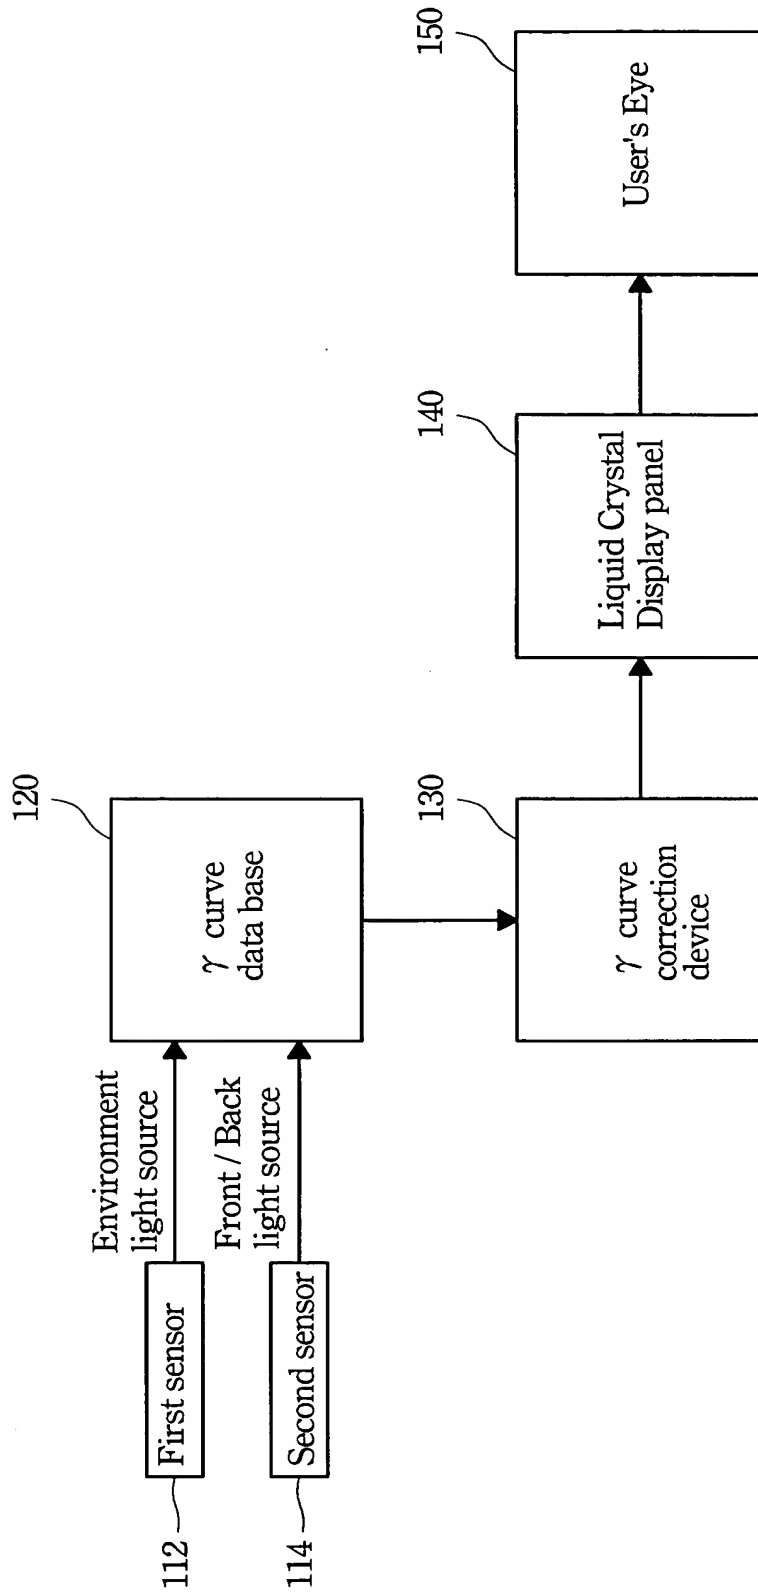 112
First sensor
Environment
light source
114
Second sensor
Front / Back
light source
120
γ curve
data base
130
γ curve
correction
device
140
Liquid Crystal
Display panel
150
User's Eye